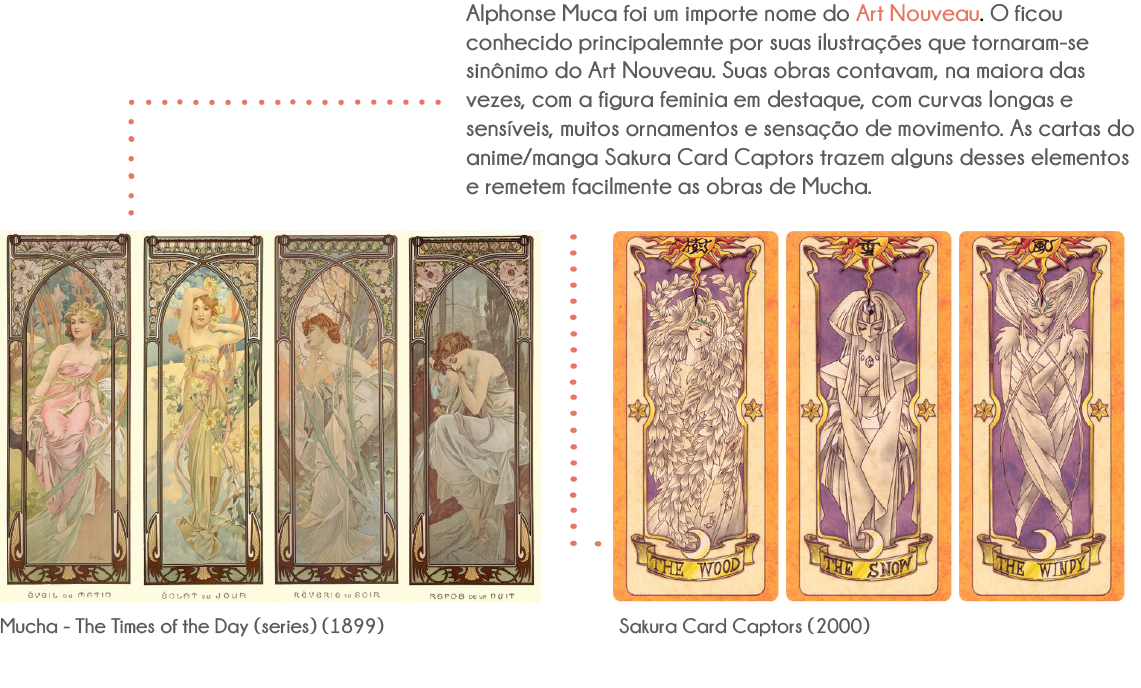 Alphonse Muca foi um importe nome do Art Nouveau. O ficou
conhecido principalemnte por suas ilustrações que tornaram-se
sinônimo do Art Nouveau. Suas obras contavam, na maiora das
vezes, com a figura feminia em destaque, com curvas longas e
sensíveis, muitos ornamentos e sensação de movimento. As cartas do
anime/manga Sakura Card Captors trazem alguns desses elementos
e remetem facilmente as obras de Mucha.
ÉVEIL DU MATIN
ÉCLAT DU JOUR
RÊVERIE DU SOIR
REPOS DE LA NUIT
THE WOOD
THE SNOW
THE WINDY
Mucha - The Times of the Day (series) (1899)
Sakura Card Captors (2000)